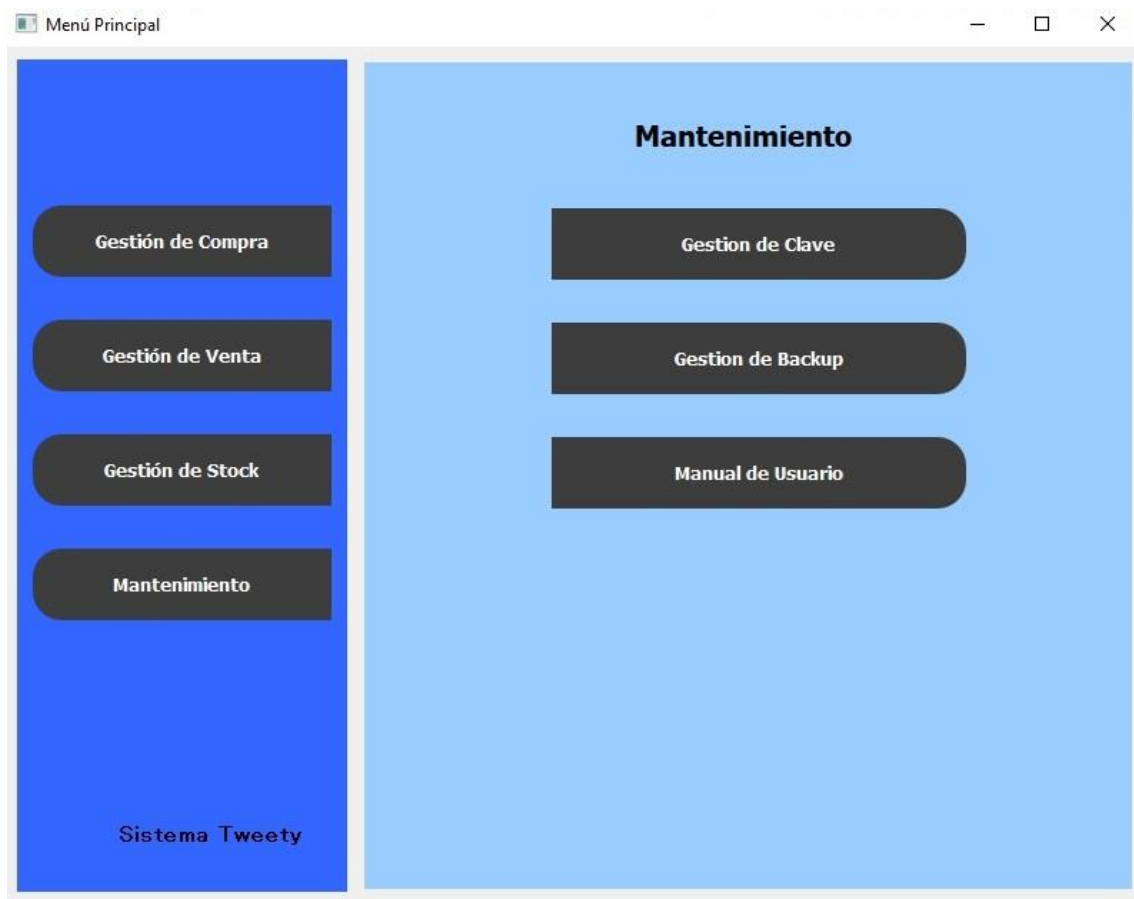 Menú Principal
Gestión de Compra
Gestión de Venta
Gestión de Stock
Mantenimiento
Sistema Tweety
Mantenimiento
Gestion de Clave
Gestion de Backup
Manual de Usuario